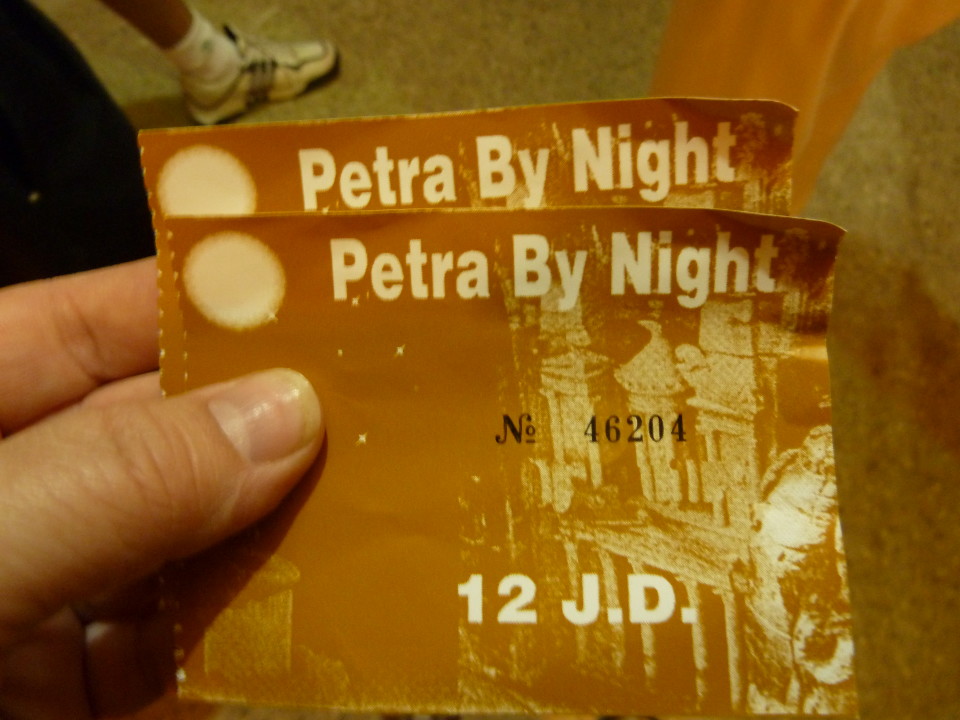 Petra By Night
Petra By Night
№ 46204
12 J.D.